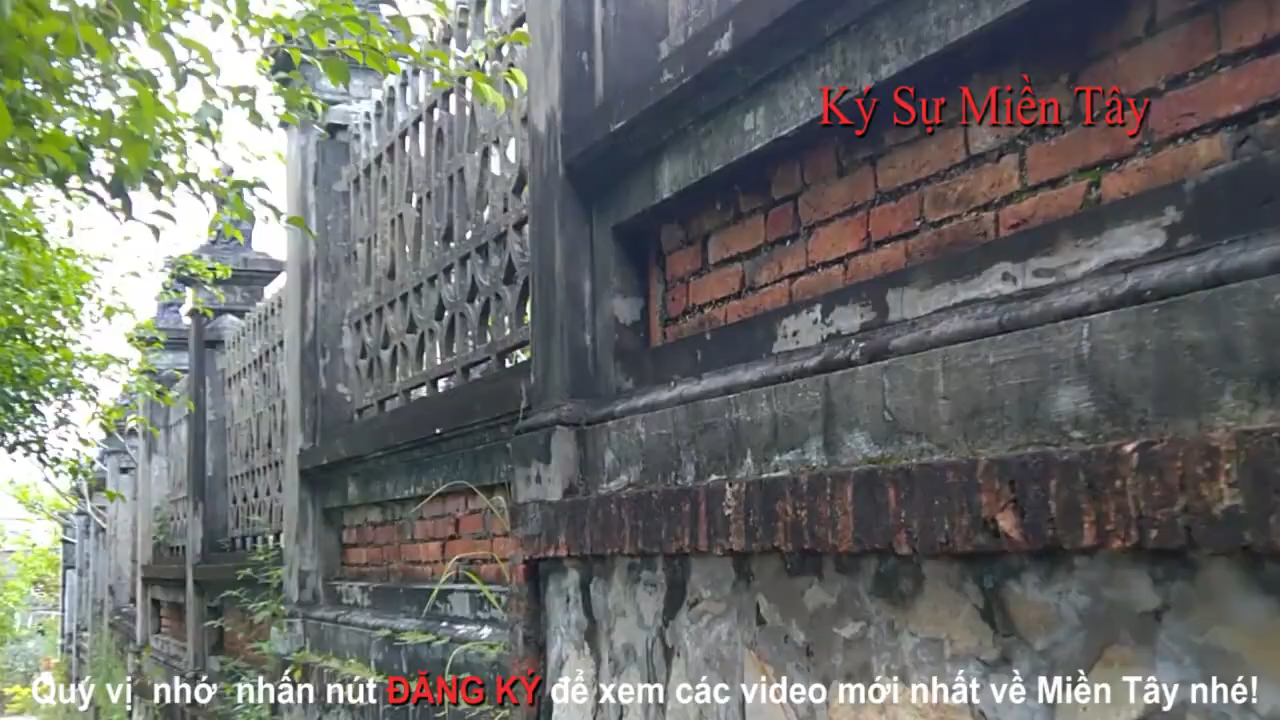 Ký Sự Miền Tây
Quý vị nhớ nhấn nút ĐĂNG KÝ để xem các video mới nhất về Miền Tây nhé!